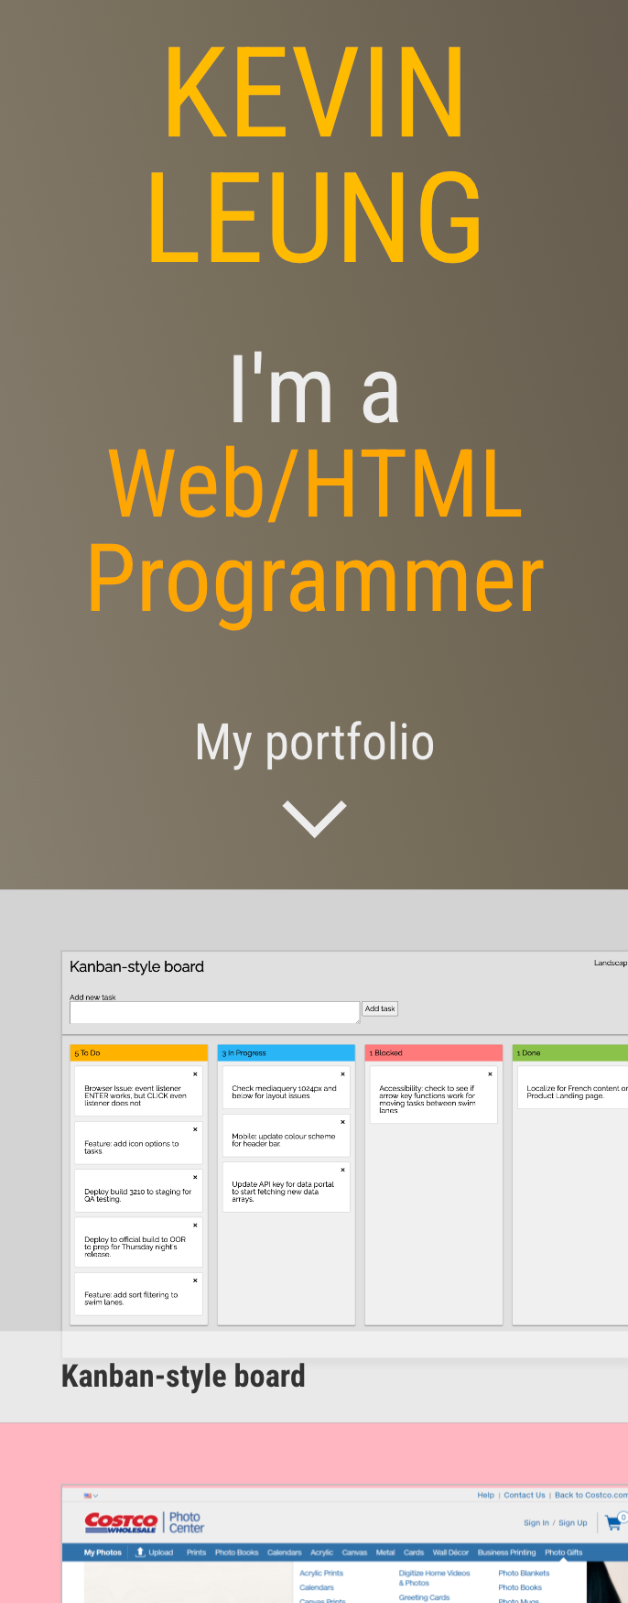 KEVIN
LEUNG
I'm a
Web/HTML
Programmer
My portfolio
Kanban-style board
Landscap
Add new task
Add task
5 To Do
Browser Issue: event listener
ENTER works, but CLICK even
listener does not
Feature: add icon options to
tasks
Deploy build 3210 to staging for
QA testing.
Deploy to official build to OOR
to prep for Thursday night's
release.
Feature: add sort filtering to
swim lanes.
3 In Progress
Check mediaquery 1024px and
below for layout issues.
Mobile: update colour scheme
for header bar.
Update API key for data portal
to start fetching new data
arrays.
1 Blocked
Accessibility: check to see if
arrow key functions work for
moving tasks between swim
lanes
1 Done
Localize for French content on
Product Landing page.
Kanban-style board
Help | Contact Us | Back to Costco.com
COSTCO WHOLESALE Photo Center
Sign In / Sign Up
0
My Photos Upload Prints Photo Books Calendars Acrylic Canvas Metal Cards Wall Décor Business Printing Photo Gifts
Acrylic Prints
Calendars
Canvas Prints
Digitize Home Videos
& Photos
Greeting Cards
Photo Blankets
Photo Books
Photo Mugs